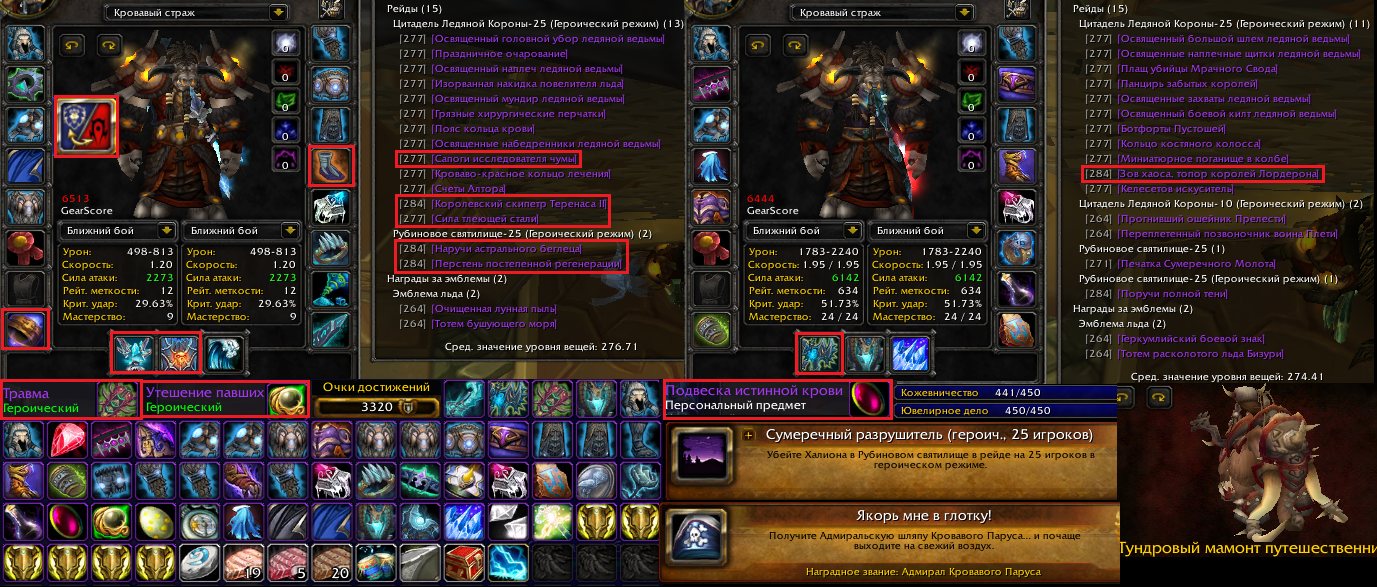 Кровавый страж
0
0
0
0
0
6513
GearScore
Ближний бой
Ближний бой
Урон: 498-813
Скорость: 1.20
Сила атаки: 2273
Рейт. меткости: 12
Крит. удар: 29.63%
Мастерство: 9
Урон: 498-813
Скорость: 1.20
Сила атаки: 2273
Рейт. меткости: 12
Крит. удар: 29.63%
Мастерство: 9
Рейды (15)
Цитадель Ледяной Короны-25 (Героический режим) (13)
[277] [Освященный головной убор ледяной ведьмы]
[277] [Праздничное очарование]
[277] [Освященный наплеч ледяной ведьмы]
[277] [Изорванная накидка повелителя льда]
[277] [Освященный мундир ледяной ведьмы]
[277] [Грязные хирургические перчатки]
[277] [Пояс кольца крови]
[277] [Освященные набедренники ледяной ведьмы]
[277] [Сапоги исследователя чумы]
[277] [Кроваво-красное кольцо лечения]
[277] [Счеты Алтора]
[284] [Королевский скипетр Теренаса II]
[277] [Сила тлеющей стали]
Рубиновое святилище-25 (Героический режим) (2)
[284] [Наручи астрального беглеца]
[284] [Перстень постепенной регенерации]
Награды за эмблемы (2)
Эмблема льда (2)
[264] [Очищенная лунная пыль]
[264] [Тотем бушующего моря]
Сред. значение уровня вещей: 276.71
Кровавый страж
0
0
0
0
0
6444
GearScore
Ближний бой
Ближний бой
Урон: 1783-2240
Скорость: 1.95 / 1.95
Сила атаки: 6142
Рейт. меткости: 634
Крит. удар: 51.73%
Мастерство: 24 / 24
Урон: 1783-2240
Скорость: 1.95 / 1.95
Сила атаки: 6142
Рейт. меткости: 634
Крит. удар: 51.73%
Мастерство: 24 / 24
Рейды (15)
Цитадель Ледяной Короны-25 (Героический режим) (11)
[277] [Освященный большой шлем ледяной ведьмы]
[277] [Освященные наплечные щитки ледяной ведьмы]
[277] [Плащ убийцы Мрачного Свода]
[277] [Панцирь забытых королей]
[277] [Освященные захваты ледяной ведьмы]
[277] [Освященный боевой килт ледяной ведьмы]
[277] [Ботфорты Пустошей]
[277] [Кольцо костяного колосса]
[277] [Миниатюрное поганище в колбе]
[284] [Зов хаоса, топор королей Лордерона]
[277] [Келесетов искуситель]
Цитадель Ледяной Короны-10 (Героический режим) (2)
[264] [Прогнивший ошейник Прелести]
[264] [Переплетенный позвоночник воина Плети]
Рубиновое святилище-25 (1)
[271] [Печатка Сумеречного Молота]
Рубиновое святилище-25 (Героический режим) (1)
[284] [Поручи полной тени]
Награды за эмблемы (2)
Эмблема льда (2)
[264] [Геркумлийский боевой знак]
[264] [Тотем расколотого льда Бизури]
Сред. значение уровня вещей: 274.41
Травма
Героический
Утешение павших
Героический
Очки достижений
3320
Подвеска истинной крови
Персональный предмет
Кожевничество 441/450
Ювелирное дело 450/450
Сумеречный разрушитель (героич., 25 игроков)
Убейте Халиона в Рубиновом святилище в рейде на 25 игроков в
героическом режиме.
Якорь мне в глотку!
Получите Адмиральскую шляпу Кровавого Паруса... и почаще
выходите на свежий воздух.
Наградное звание: Адмирал Кровавого Паруса
19
5
20
Тундровый мамонт путешественни